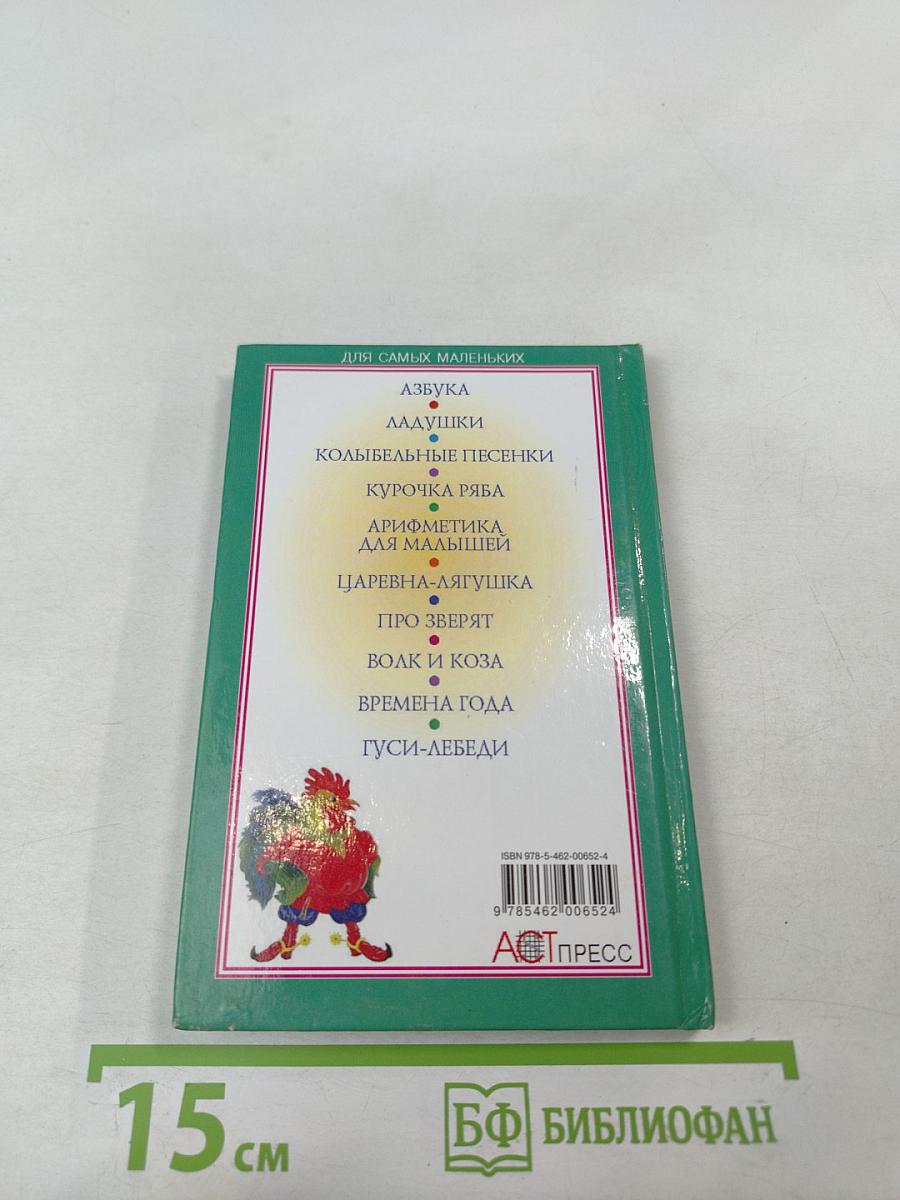 ДЛЯ САМЫХ МАЛЕНЬКИХ
АЗБУКА
ЛАДУШКИ
КОЛЫБЕЛЬНЫЕ ПЕСЕНКИ
КУРОЧКА РЯБА
АРИФМЕТИКА
ДЛЯ МАЛЫШЕЙ
ЦАРЕВНА-ЛЯГУШКА
ПРО ЗВЕРЯТ
ВОЛК И КОЗА
ВРЕМЕНА ГОДА
ГУСИ-ЛЕБЕДИ
ISBN 978-5-462-00652-4
9 785462 006524
АСТ ПРЕСС
15 см
БФ БИБЛИОФАН